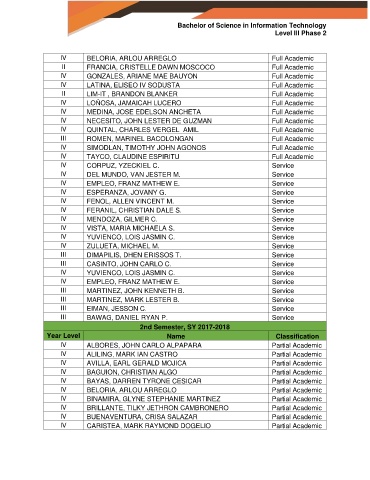 Bachelor of Science in Information Technology
Level III Phase 2
IV BELORIA, ARLOU ARREGLO Full Academic
II FRANCIA, CRISTELLE DAWN MOSCOCO Full Academic
IV GONZALES, ARIANE MAE BAUYON Full Academic
IV LATINA, ELISEO IV SODUSTA Full Academic
II LIM-IT , BRANDON BLANKER Full Academic
IV LOÑOSA, JAMAICAH LUCERO Full Academic
IV MEDINA, JOSE EDELSON ANCHETA Full Academic
IV NECESITO, JOHN LESTER DE GUZMAN Full Academic
IV QUINTAL, CHARLES VERGEL AMIL Full Academic
III ROMEN, MARINEL BACOLONGAN Full Academic
IV SIMODLAN, TIMOTHY JOHN AGONOS Full Academic
IV TAYCO, CLAUDINE ESPIRITU Full Academic
IV CORPUZ, YZECKIEL C. Service
IV DEL MUNDO, VAN JESTER M. Service
IV EMPLEO, FRANZ MATHEW E. Service
IV ESPERANZA, JOVANY G. Service
IV FENOL, ALLEN VINCENT M. Service
IV FERANIL, CHRISTIAN DALE S. Service
IV MENDOZA, GILMER C. Service
IV VISTA, MARIA MICHAELA S. Service
IV YUVIENCO, LOIS JASMIN C. Service
IV ZULUETA, MICHAEL M. Service
III DIMAPILIS, DHEN ERISSOS T. Service
III CASINTO, JOHN CARLO C. Service
IV YUVIENCO, LOIS JASMIN C. Service
IV EMPLEO, FRANZ MATHEW E. Service
III MARTINEZ, JOHN KENNETH B. Service
III MARTINEZ, MARK LESTER B. Service
III EIMAN, JESSON C. Service
III BAWAG, DANIEL RYAN P. Service
2nd Semester, SY 2017-2018
Year Level Name Classification
IV ALBORES, JOHN CARLO ALPAPARA Partial Academic
IV ALILING, MARK IAN CASTRO Partial Academic
IV AVILLA, EARL GERALD MOJICA Partial Academic
IV BAGUION, CHRISTIAN ALGO Partial Academic
IV BAYAS, DARREN TYRONE CESICAR Partial Academic
IV BELORIA, ARLOU ARREGLO Partial Academic
IV BINAMIRA, GLYNE STEPHANIE MARTINEZ Partial Academic
IV BRILLANTE, TILKY JETHRON CAMBRONERO Partial Academic
IV BUENAVENTURA, CRISA SALAZAR Partial Academic
IV CARISTEA, MARK RAYMOND DOGELIO Partial Academic